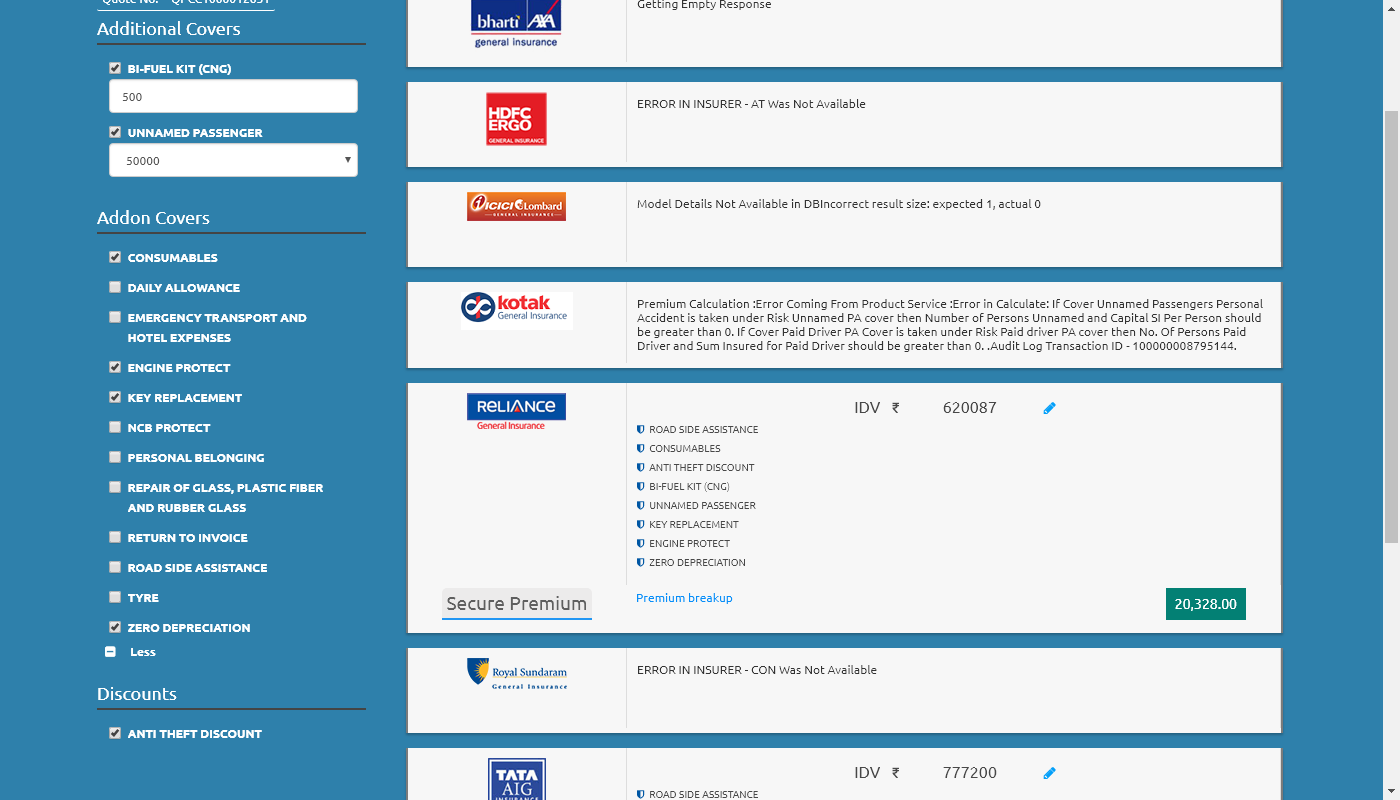 Additional Covers
BI-FUEL KIT (CNG)
500
UNNAMED PASSENGER
50000
Addon Covers
CONSUMABLES
DAILY ALLOWANCE
EMERGENCY TRANSPORT AND
HOTEL EXPENSES
ENGINE PROTECT
KEY REPLACEMENT
NCB PROTECT
PERSONAL BELONGING
REPAIR OF GLASS, PLASTIC FIBER
AND RUBBER GLASS
RETURN TO INVOICE
ROAD SIDE ASSISTANCE
TYRE
ZERO DEPRECIATION
Less
Discounts
ANTI THEFT DISCOUNT
bharti AXA
general insurance
Getting Empty Response
HDFC
ERGO
GENERAL INSURANCE
ERROR IN INSURER - AT Was Not Available
ICICI Lombard
GENERAL INSURANCE
Model Details Not Available in DBIncorrect result size: expected 1, actual 0
kotak
General Insurance
Premium Calculation :Error Coming From Product Service :Error in Calculate: If Cover Unnamed Passengers Personal
Accident is taken under Risk Unnamed PA cover then Number of Persons Unnamed and Capital SI Per Person should
be greater than 0. If Cover Paid Driver PA Cover is taken under Risk Paid driver PA cover then No. Of Persons Paid
Driver and Sum Insured for Paid Driver should be greater than 0. .Audit Log Transaction ID - 100000008795144.
RELIANCE
General Insurance
IDV ₹ 620087
ROAD SIDE ASSISTANCE
CONSUMABLES
ANTI THEFT DISCOUNT
BI-FUEL KIT (CNG)
UNNAMED PASSENGER
KEY REPLACEMENT
ENGINE PROTECT
ZERO DEPRECIATION
Secure Premium
Premium breakup
20,328.00
Royal Sundaram
General Insurance
ERROR IN INSURER - CON Was Not Available
TATA
AIG
INSURANCE
IDV ₹ 777200
ROAD SIDE ASSISTANCE